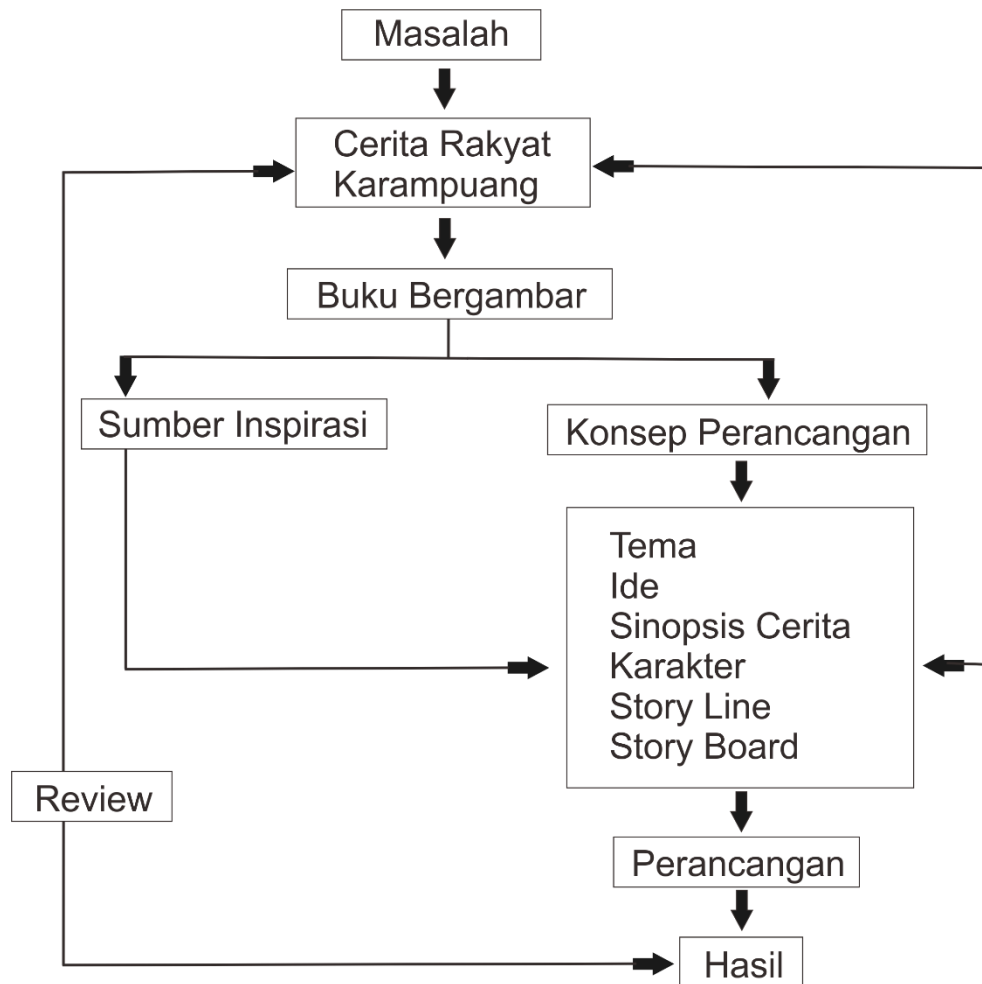 Masalah
Cerita Rakyat
Karampuang
Buku Bergambar
Sumber Inspirasi
Konsep Perancangan
Tema
Ide
Sinopsis Cerita
Karakter
Story Line
Story Board
Review
Perancangan
Hasil